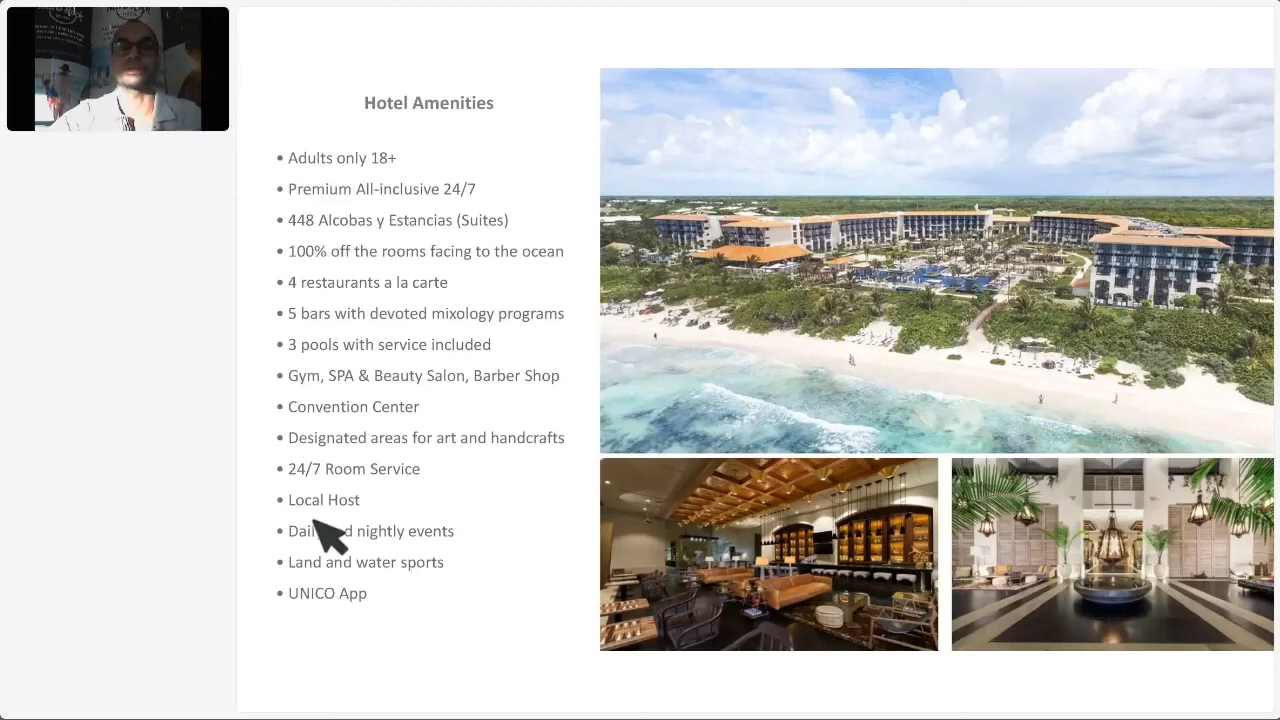 Hotel Amenities
• Adults only 18+
• Premium All-inclusive 24/7
• 448 Alcobas y Estancias (Suites)
• 100% off the rooms facing to the ocean
• 4 restaurants a la carte
• 5 bars with devoted mixology programs
• 3 pools with service included
• Gym, SPA & Beauty Salon, Barber Shop
• Convention Center
• Designated areas for art and handcrafts
• 24/7 Room Service
• Local Host
• nightly events
• Land and water sports
• UNICO App